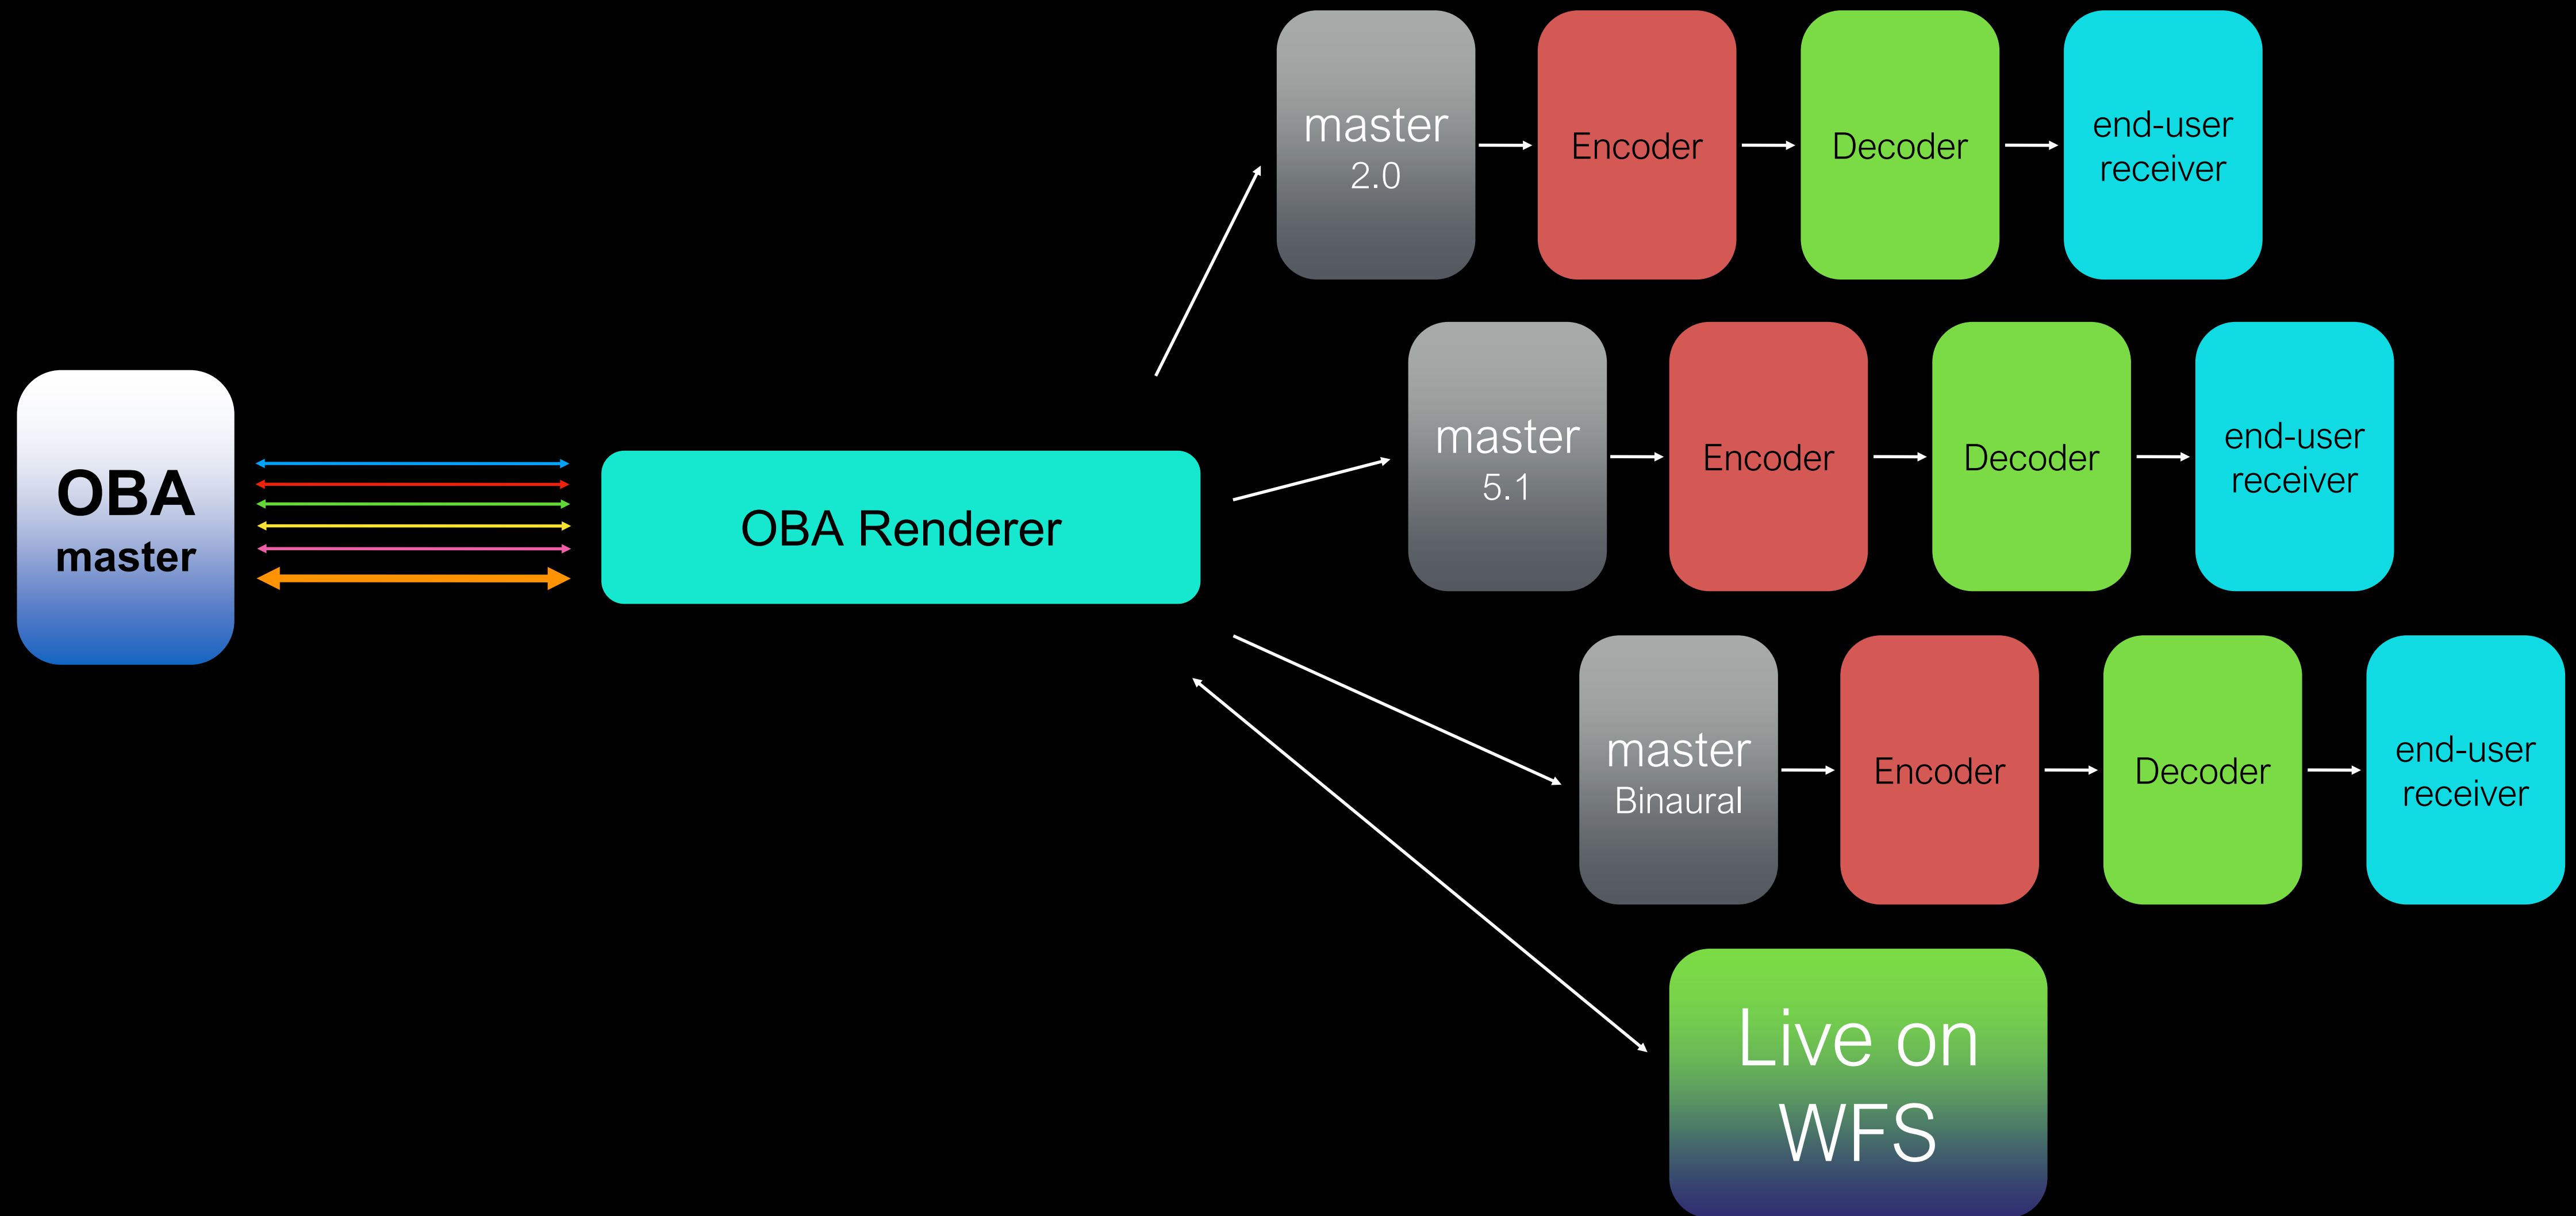 OBA
master
OBA Renderer
master
2.0
Encoder
Decoder
end-user
receiver
master
5.1
Encoder
Decoder
end-user
receiver
master
Binaural
Encoder
Decoder
end-user
receiver
Live on
WFS